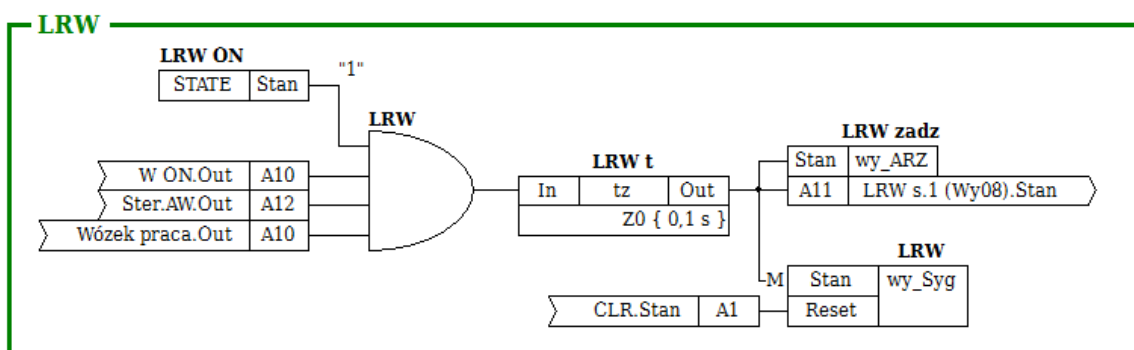 LRW
LRW ON
STATE Stan
"1"
LRW
W ON.Out A10
Ster.AW.Out A12
Wózek praca.Out A10
LRW t
In tz Out
Z0 { 0,1 s }
LRW zadz
Stan wy_ARZ
A11 LRW s.1 (Wy08).Stan
LRW
M Stan wy_Syg
CLR.Stan A1 Reset